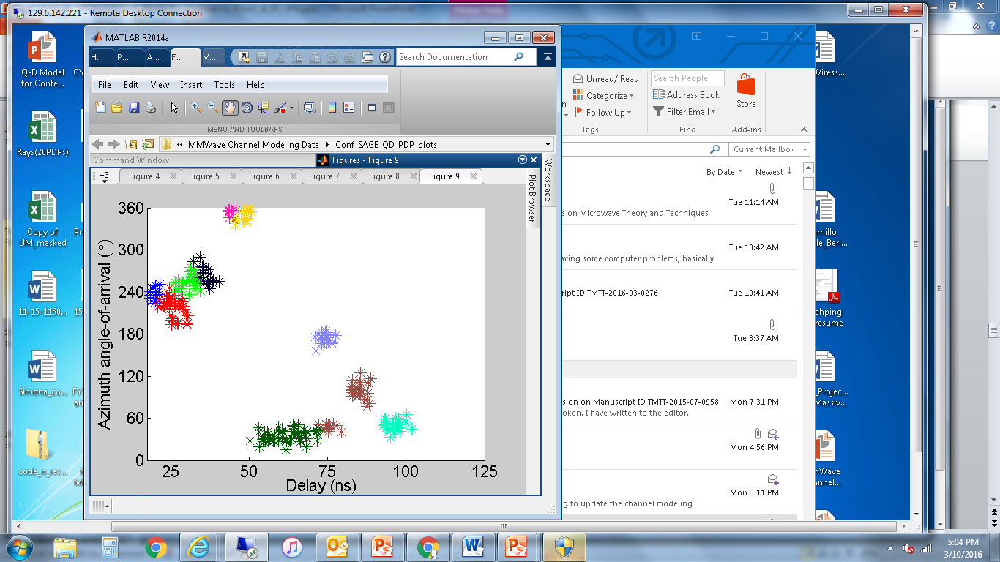 129.6.142.221 - Remote Desktop Connection
MATLAB R2014a
H... P... A... F... V...
Search Documentation
File Edit View Insert Tools Help
MENU AND TOOLBARS
« MMWave Channel Modeling Data Conf_SAGE_QD_PDP_plots
Command Window
Figures - Figure 9
+3
Figure 4 Figure 5 Figure 6 Figure 7 Figure 8 Figure 9
Plot Browser
Workspace
360
300
240
180
120
60
0
Azimuth angle-of-arrival (°)
25 50 75 100 125
Delay (ns)
Q-D Model
for Confe...
CV
Rays(20PDPs)
Copy of
UM_masked
Pr
11-15-1150...
15
Simona_co...
FY
an
code_n_res...
M
Unread/ Read
Categorize
Follow Up
Tags
Search People
Address Book
Filter Email
Find
Store
Add-ins
Current Mailbox
By Date Newest
Tue 11:14 AM
s on Microwave Theory and Techniques
Tue 10:42 AM
aving some computer problems, basically
ript ID TMTT-2016-03-0276 Tue 10:41 AM
Tue 8:37 AM
sion on Manuscript ID TMTT-2015-07-0958 Mon 7:31 PM
oken. I have written to the editor.
Mon 4:56 PM
Mon 3:11 PM
g to update the channel modeling
Wiress...
amillo
le_Berl...
ehping
resume
_Projec...
Massiv...
nWave
annel...
5:04 PM
3/10/2016